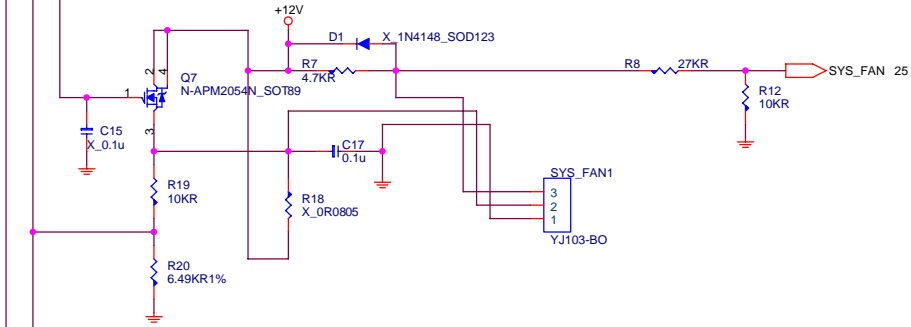 +12V
D1
X_1N4148_SOD123
R7
4.7KR
R8
27KR
SYS_FAN 25
2
4
Q7
N-APM2054N_SOT89
1
3
R12
10KR
C15
X_0.1u
C17
0.1u
R19
10KR
R18
X_0R0805
SYS_FAN1
3
2
1
YJ103-BO
R20
6.49KR1%